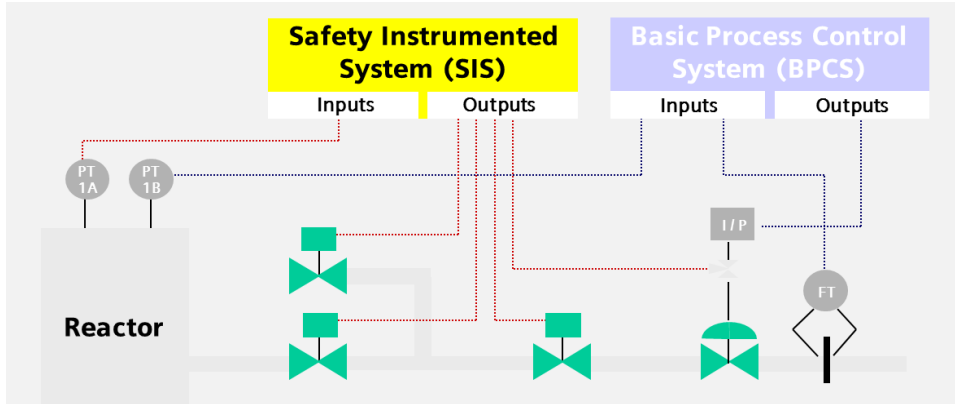 Safety Instrumented
System (SIS)
Basic Process Control
System (BPCS)
Inputs
Outputs
Inputs
Outputs
PT
1A
PT
1B
I / P
FT
Reactor